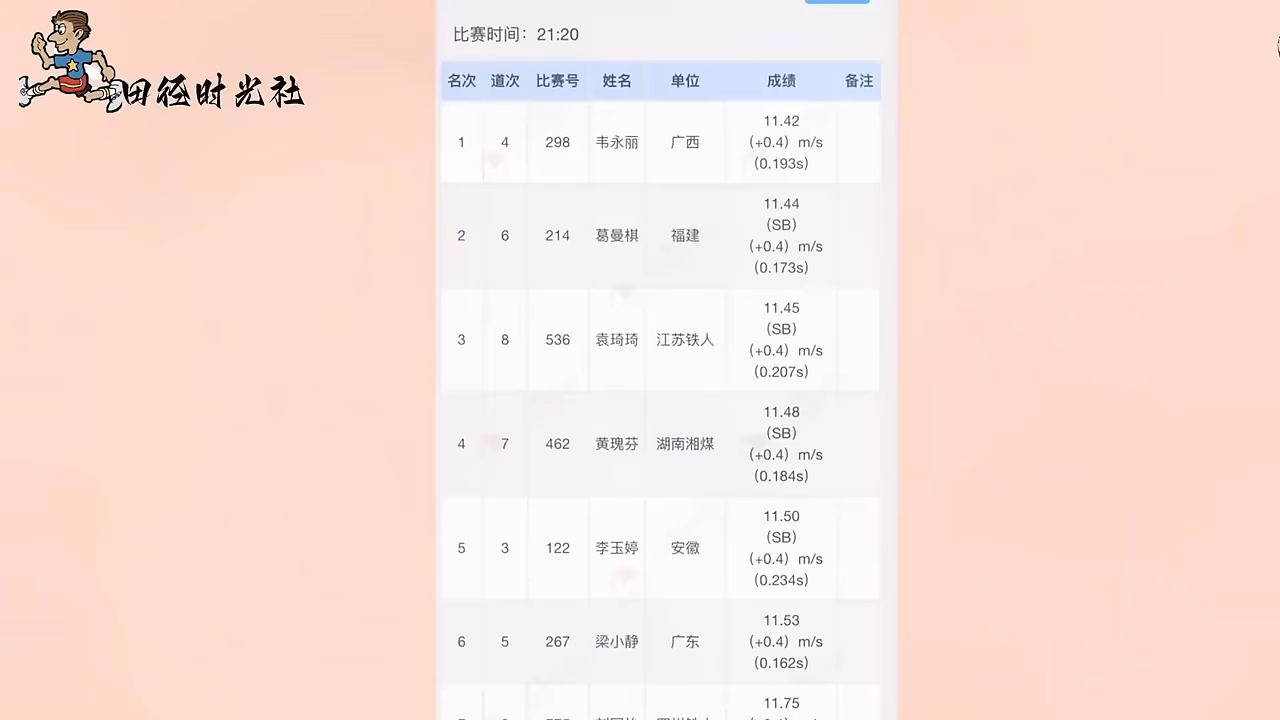 田径时光社
比赛时间：21:20
名次 道次 比赛号 姓名 单位 成绩 备注
1 4 298 韦永丽 广西 11.42
（+0.4）m/s
（0.193s）
2 6 214 葛曼棋 福建 11.44
（SB）
（+0.4）m/s
（0.173s）
3 8 536 袁琦琦 江苏铁人 11.45
（SB）
（+0.4）m/s
（0.207s）
4 7 462 黄瑰芬 湖南湘煤 11.48
（SB）
（+0.4）m/s
（0.184s）
5 3 122 李玉婷 安徽 11.50
（SB）
（+0.4）m/s
（0.234s）
6 5 267 梁小静 广东 11.53
（+0.4）m/s
（0.162s）
11.75